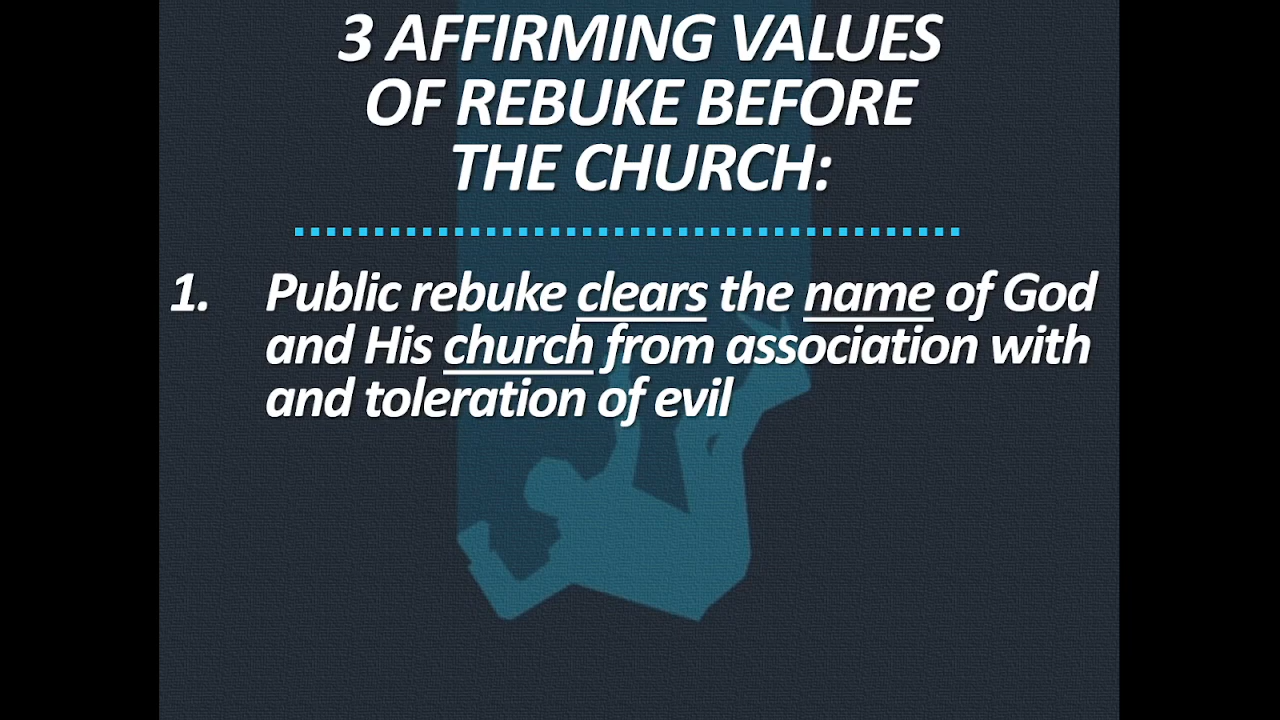 3 AFFIRMING VALUES
OF REBUKE BEFORE
THE CHURCH:
1. Public rebuke clears the name of God
and His church from association with
and toleration of evil